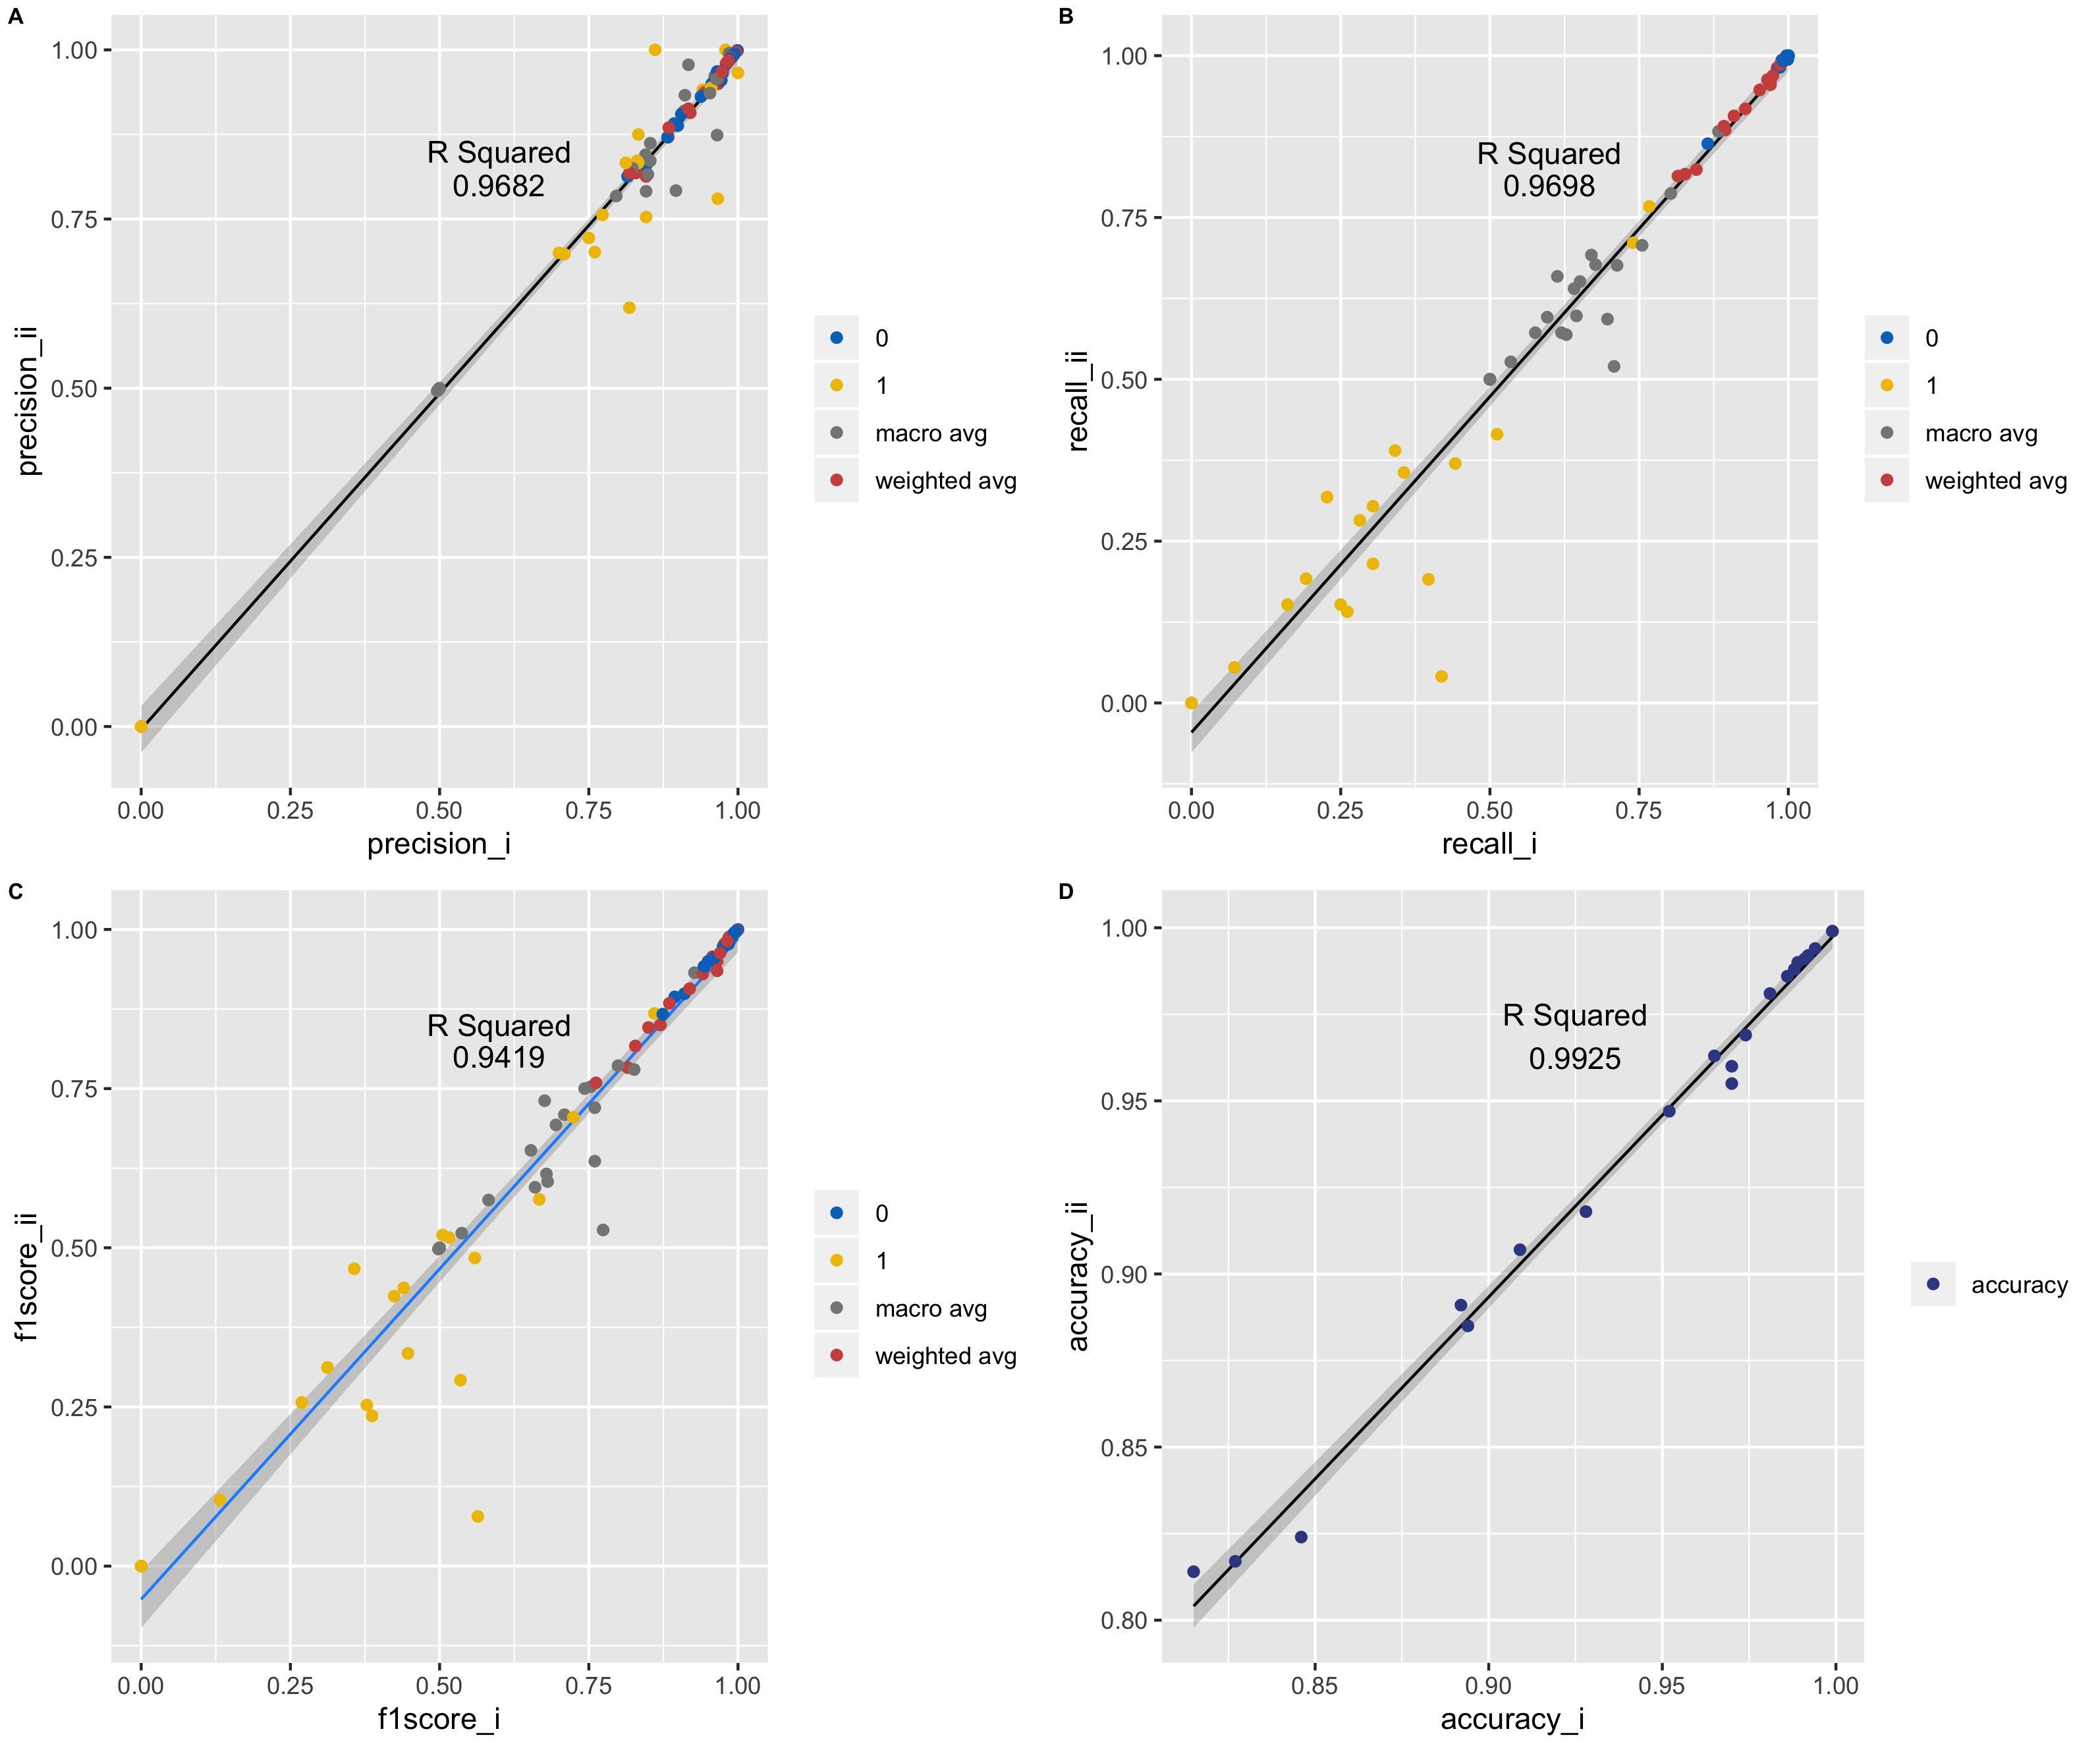 A
1.00
0.75
0.50
0.25
0.00
precision_ii
R Squared
0.9682
0.00 0.25 0.50 0.75 1.00
precision_i
0
1
macro avg
weighted avg
B
1.00
0.75
0.50
0.25
0.00
recall_ii
R Squared
0.9698
0.00 0.25 0.50 0.75 1.00
recall_i
0
1
macro avg
weighted avg
C
1.00
0.75
0.50
0.25
0.00
f1score_ii
R Squared
0.9419
0.00 0.25 0.50 0.75 1.00
f1score_i
0
1
macro avg
weighted avg
D
1.00
0.95
0.90
0.85
0.80
accuracy_ii
R Squared
0.9925
0.85 0.90 0.95 1.00
accuracy_i
accuracy